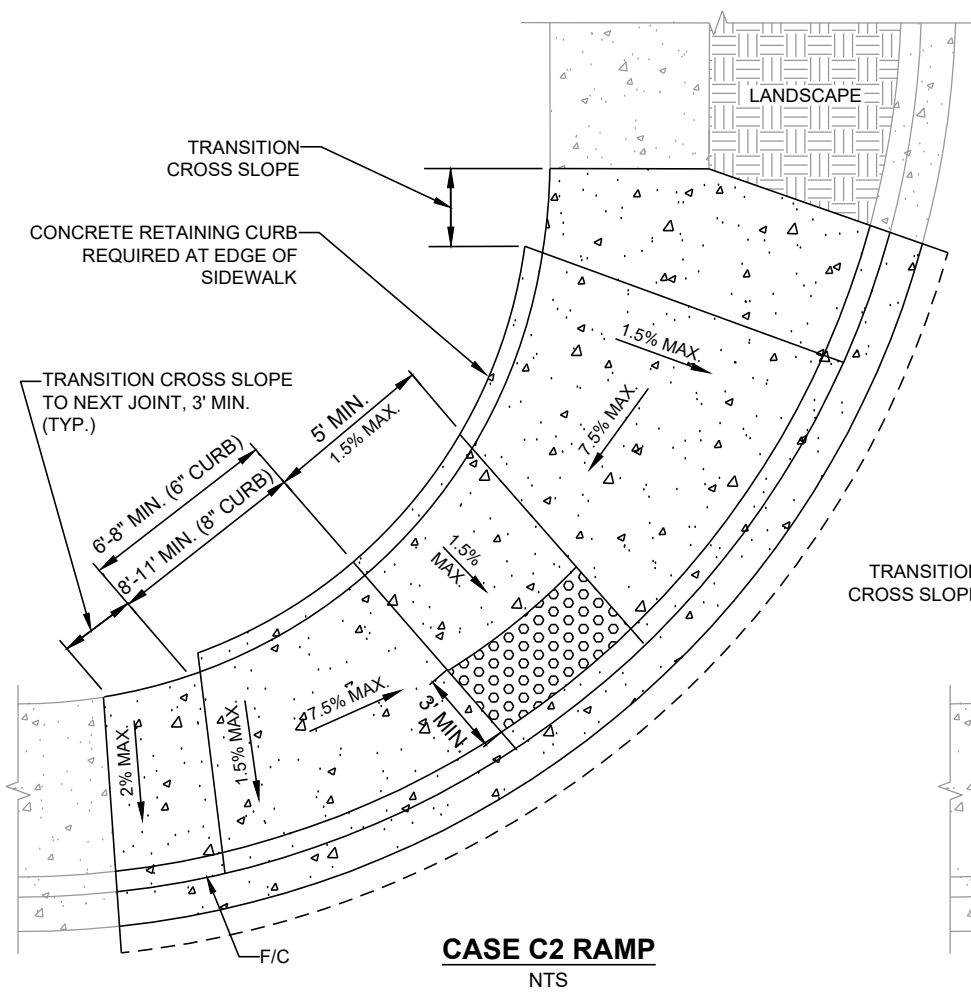 LANDSCAPE
TRANSITION
CROSS SLOPE
CONCRETE RETAINING CURB
REQUIRED AT EDGE OF
SIDEWALK
1.5% MAX.
7.5% MAX.
TRANSITION CROSS SLOPE
TO NEXT JOINT, 3' MIN.
(TYP.)
5' MIN.
1.5% MAX.
6'-8" MIN. (6" CURB)
8'-11' MIN. (8" CURB)
1.5%
MAX.
TRANSITION
CROSS SLOPE
7.5% MAX.
3' MIN.
1.5% MAX.
2% MAX.
F/C
CASE C2 RAMP
NTS